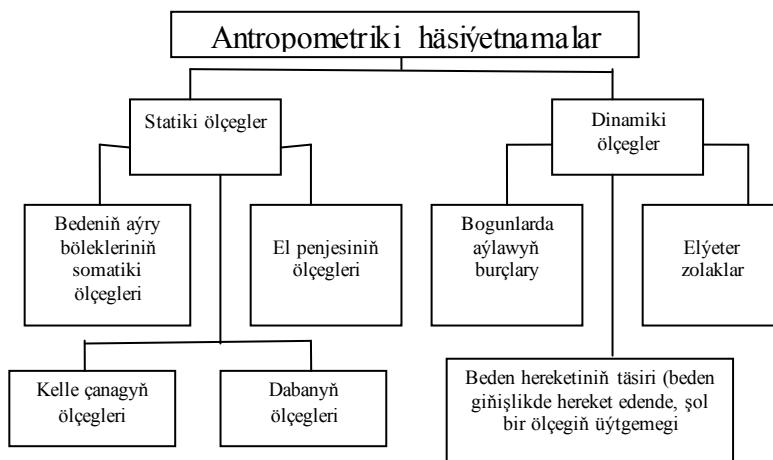 Antropometriki häsiýetnamalar
Statiki ölçegler
Dinamiki
ölçegler
Bedeniň aýry
bölekleriniň
somatiki
ölçegleri
El penjesiniň
ölçegleri
Bogunlarda
aýlawyň
burçlary
Elýeter
zolaklar
Kelle çanagyň
ölçegleri
Dabanyň
ölçegleri
Beden hereketiniň täsiri (beden
giňişlikde hereket edende, şol
bir ölçegiň üýtgemegi